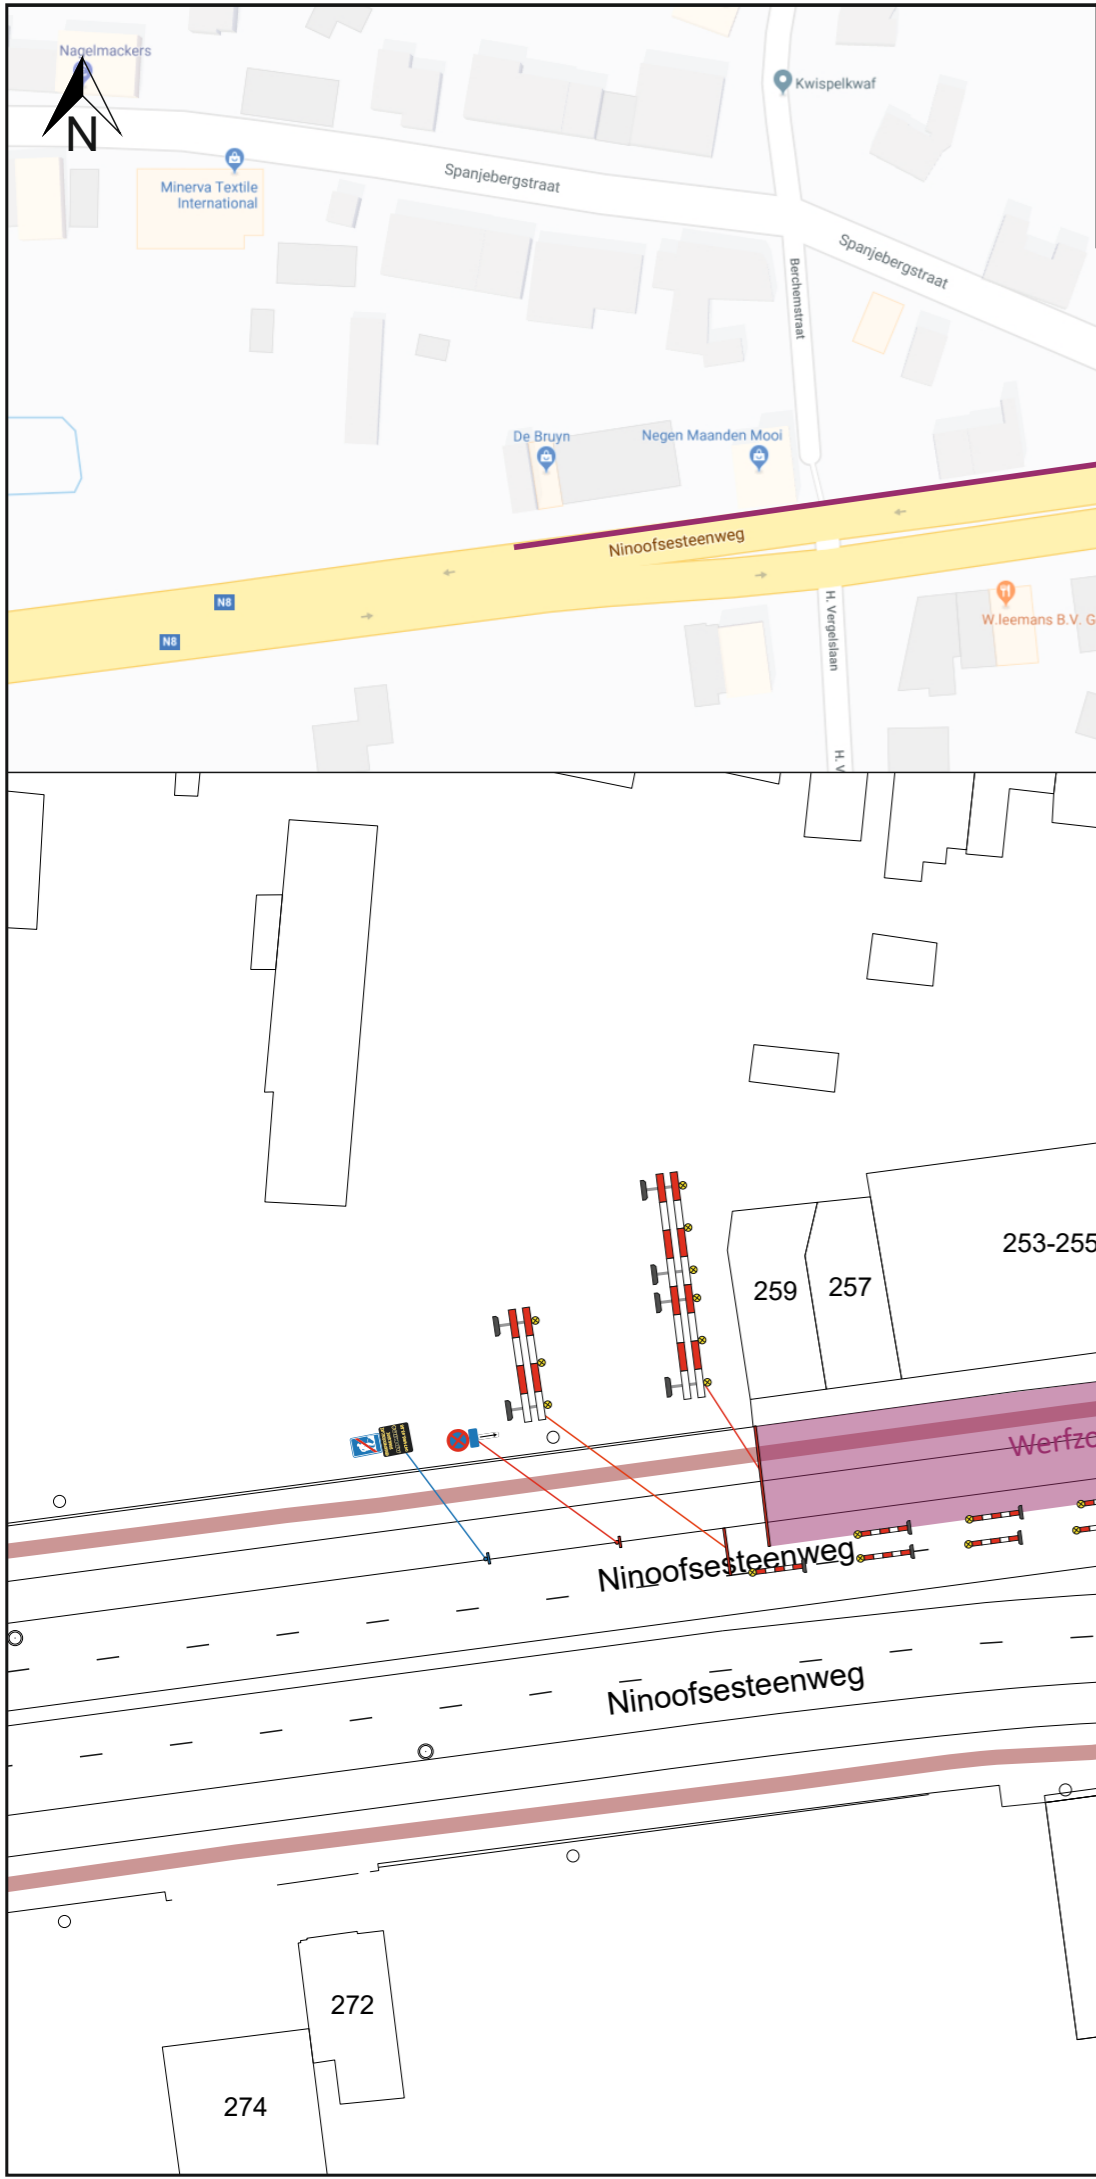 Nagelmackers
N
Kwispelkwaf
Minerva Textile
International
Spanjebergstraat
Spanjebergstraat
Berchemstraat
De Bruyn
Negen Maanden Mooi
Ninoofsesteenweg
N8
N8
H. Vergelslaan
W.leemans B.V. G
H. V
253-255
259
257
Werfzo
Ninoofsesteenweg
Ninoofsesteenweg
272
274